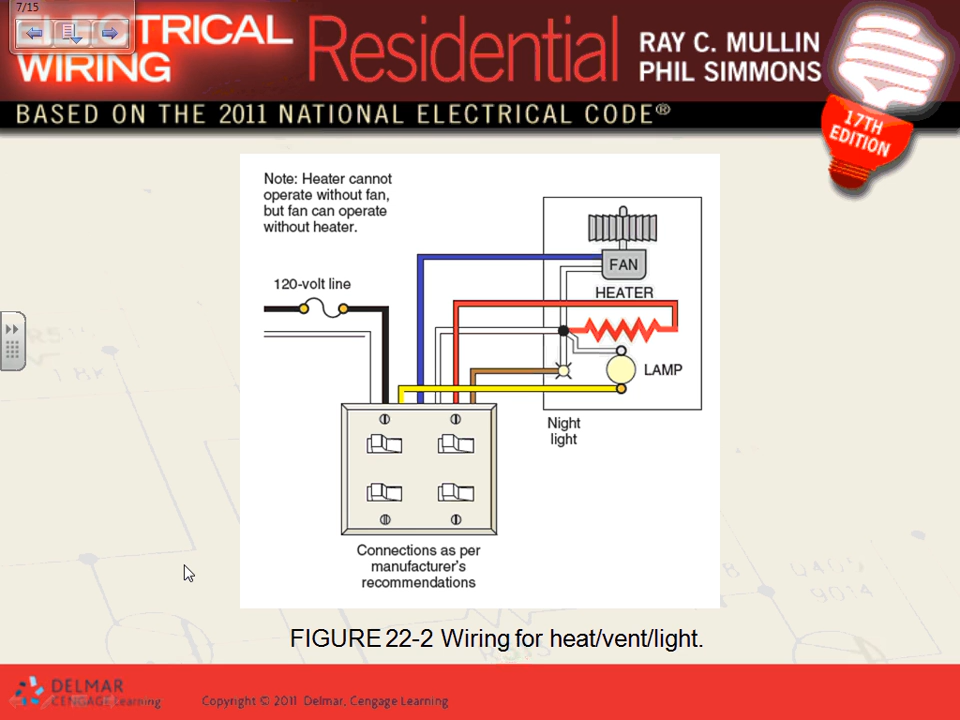 7/15
ELECTRICAL
WIRING
Residential
RAY C. MULLIN
PHIL SIMMONS
BASED ON THE 2011 NATIONAL ELECTRICAL CODE®
17TH
EDITION
Note: Heater cannot
operate without fan,
but fan can operate
without heater.
120-volt line
FAN
HEATER
LAMP
Night
light
Connections as per
manufacturer's
recommendations
FIGURE 22-2 Wiring for heat/vent/light.
DELMAR
CENGAGE Learning
Copyright © 2011 Delmar, Cengage Learning